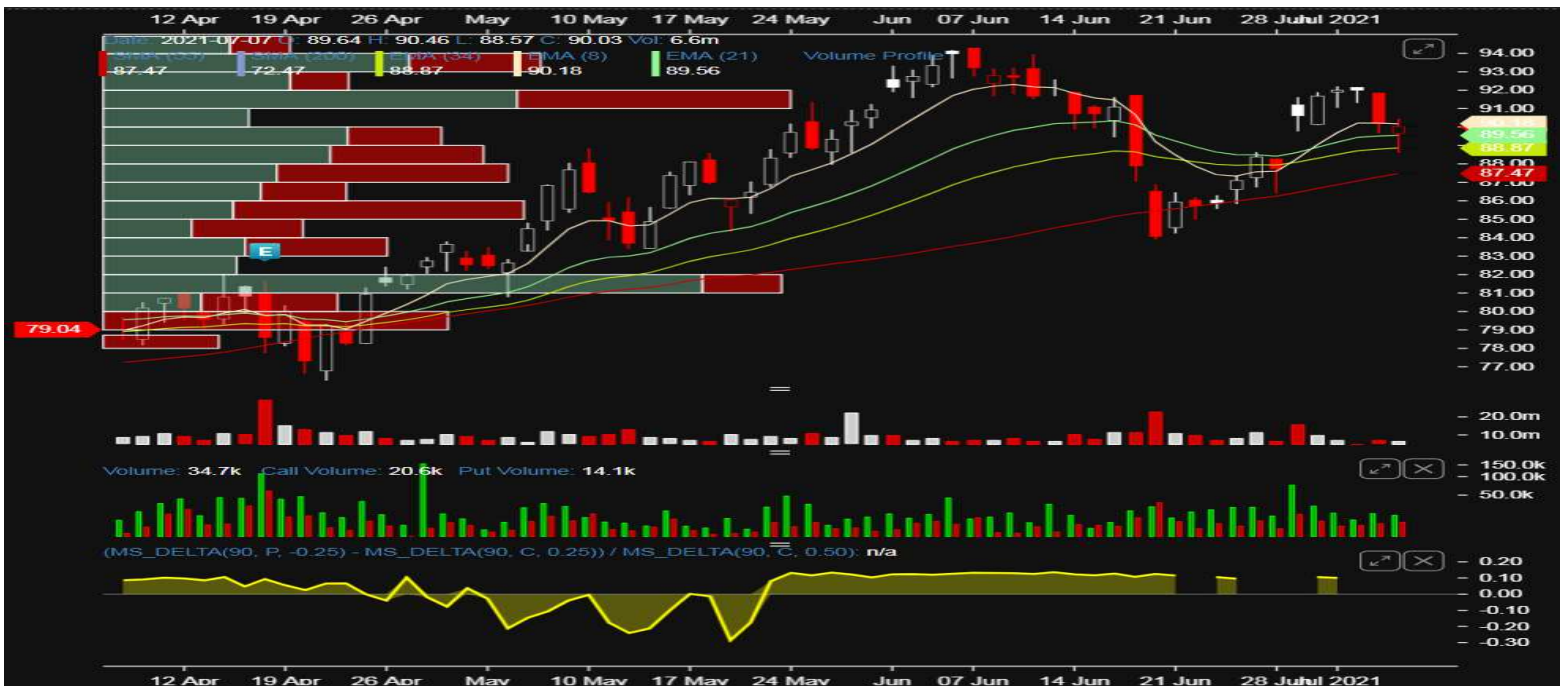 12 Apr 19 Apr 26 Apr May 10 May 17 May 24 May Jun 07 Jun 14 Jun 21 Jun 28 Jun Jul 2021
Date: 2021-07-07 O: 89.64 H: 90.46 L: 88.57 C: 90.03 Vol: 6.6m
SMA (200) EMA (34) EMA (8) EMA (21) Volume Profile
87.47 72.47 88.87 90.18 89.56
94.00
93.00
92.00
91.00
90.18
89.56
88.87
88.00
87.47
87.00
86.00
85.00
84.00
83.00
E
82.00
81.00
80.00
79.04
79.00
78.00
77.00
20.0m
10.0m
Volume: 34.7k Call Volume: 20.6k Put Volume: 14.1k
150.0k
100.0k
50.0k
(MS_DELTA(90, P, -0.25) - MS_DELTA(90, C, 0.25)) / MS_DELTA(90, C, 0.50): n/a
0.20
0.10
0.00
-0.10
-0.20
-0.30
12 Apr 19 Apr 26 Apr May 10 May 17 May 24 May Jun 07 Jun 14 Jun 21 Jun 28 Jun Jul 2021